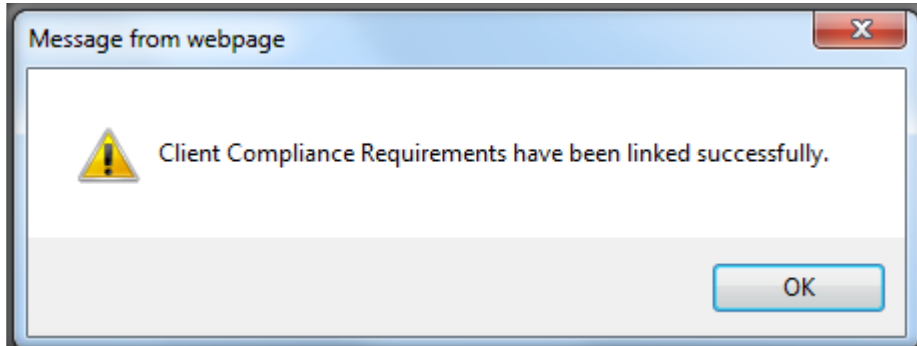 Message from webpage
Client Compliance Requirements have been linked successfully.
OK